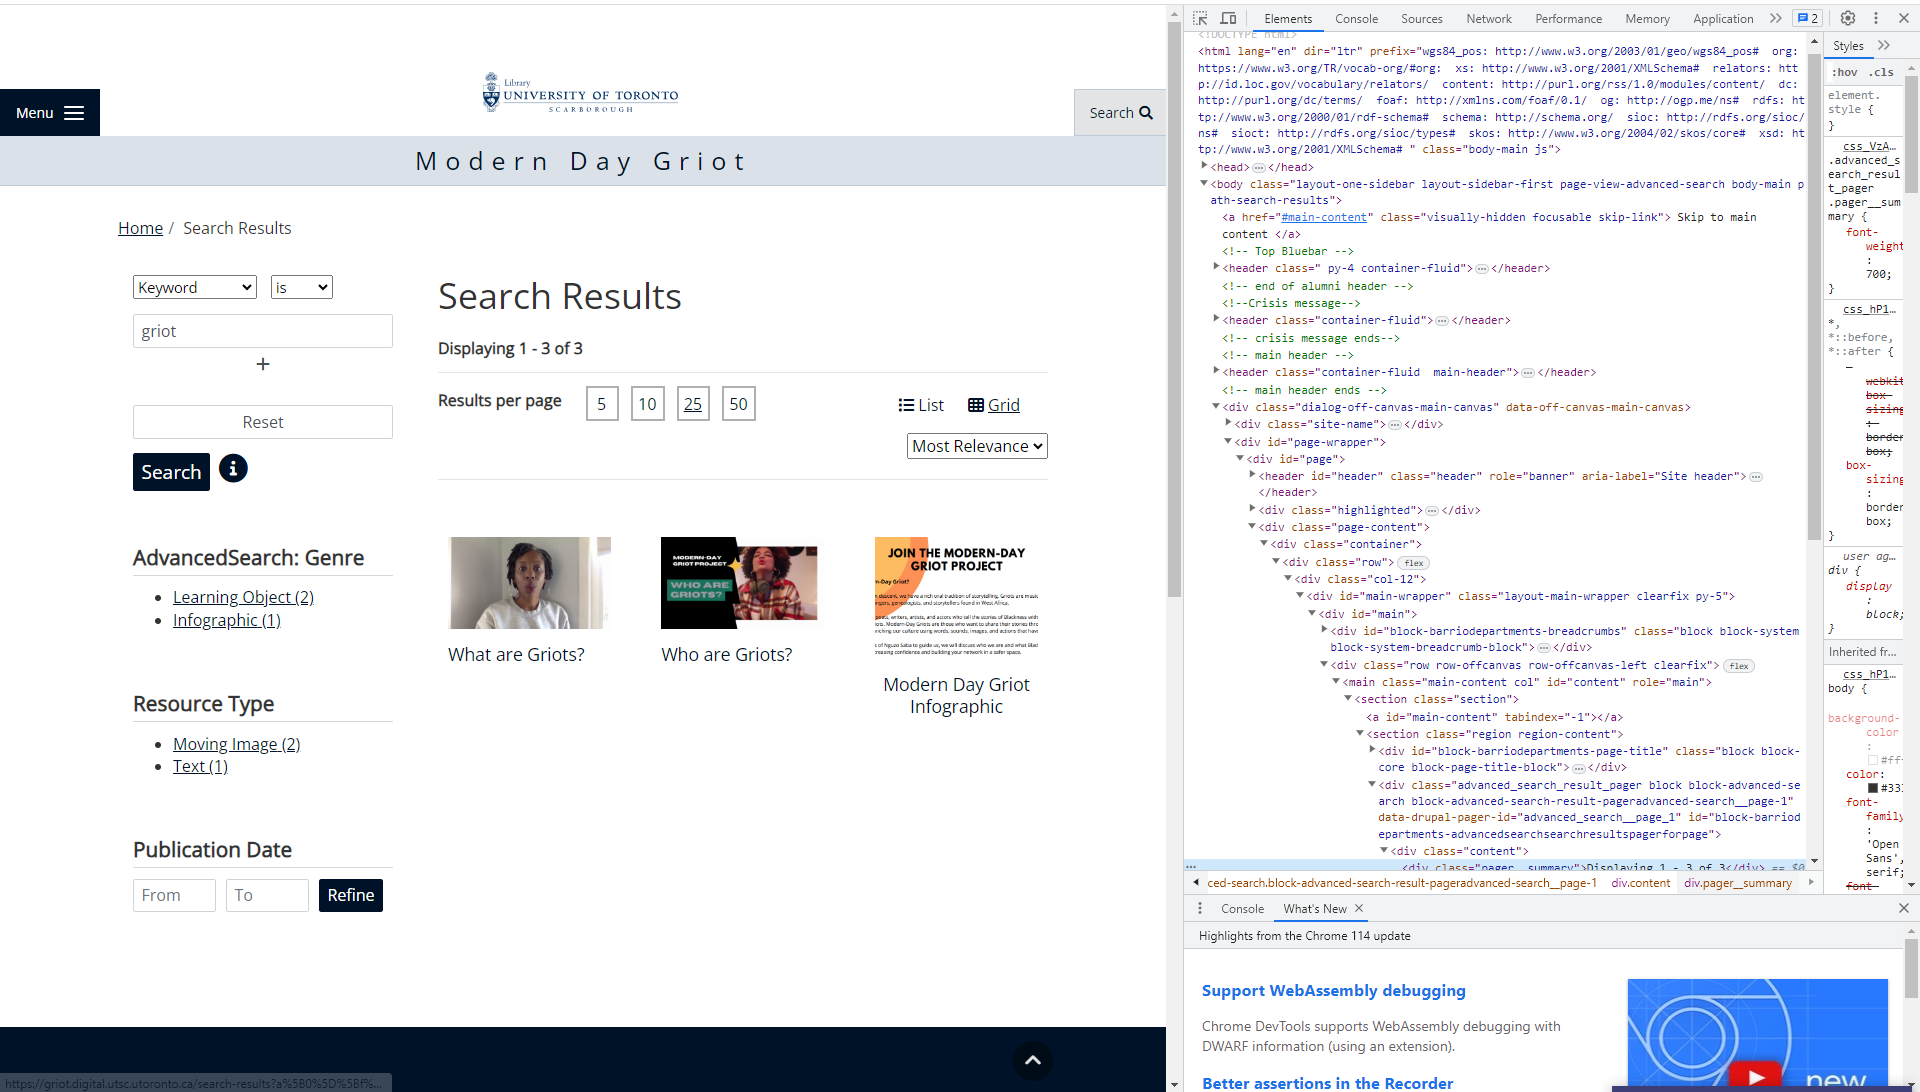 Menu
Library
UNIVERSITY OF TORONTO
SCARBOROUGH
Search
Modern Day Griot
Home / Search Results
Keyword
is
griot
+
Reset
Search
AdvancedSearch: Genre
Learning Object (2)
Infographic (1)
Resource Type
Moving Image (2)
Text (1)
Publication Date
From
To
Refine
Search Results
Displaying 1 - 3 of 3
Results per page 5 10 25 50
List Grid
Most Relevance
What are Griots?
MODERN-DAY
GRIOT PROJECT
WHO ARE
GRIOTS?
Who are Griots?
JOIN THE MODERN-DAY
GRIOT PROJECT
Modern Day Griot
Infographic
https://griot.digital.utsc.utoronto.ca/search-results?a%5B0%5D%5Bf%...
Elements Console Sources Network Performance Memory Application 2
<!DOCTYPE html>
<html lang="en" dir="ltr" prefix="wgs84_pos: http://www.w3.org/2003/01/geo/wgs84_pos# org:
https://www.w3.org/TR/vocab-org/#org: xs: http://www.w3.org/2001/XMLSchema# relators: htt
p://id.loc.gov/vocabulary/relators/ content: http://purl.org/rss/1.0/modules/content/ dc:
http://purl.org/dc/terms/ foaf: http://xmlns.com/foaf/0.1/ og: http://ogp.me/ns# rdfs: ht
tp://www.w3.org/2000/01/rdf-schema# schema: http://schema.org/ sioc: http://rdfs.org/sioc/
ns# sioct: http://rdfs.org/sioc/types# skos: http://www.w3.org/2004/02/skos/core# xsd: ht
tp://www.w3.org/2001/XMLSchema# " class="body-main js">
<head>…</head>
<body class="layout-one-sidebar layout-sidebar-first page-view-advanced-search body-main p
ath-search-results">
<a href="#main-content" class="visually-hidden focusable skip-link"> Skip to main
content </a>
<!-- Top Bluebar -->
<header class=" py-4 container-fluid">…</header>
<!-- end of alumni header -->
<!--Crisis message-->
<header class="container-fluid">…</header>
<!-- crisis message ends-->
<!-- main header -->
<header class="container-fluid main-header">…</header>
<!-- main header ends -->
<div class="dialog-off-canvas-main-canvas" data-off-canvas-main-canvas>
<div class="site-name">…</div>
<div id="page-wrapper">
<div id="page">
<header id="header" class="header" role="banner" aria-label="Site header">…
</header>
<div class="highlighted">…</div>
<div class="page-content">
<div class="container">
<div class="row"> flex
<div class="col-12">
<div id="main-wrapper" class="layout-main-wrapper clearfix py-5">
<div id="main">
<div id="block-barriodepartments-breadcrumbs" class="block block-system
block-system-breadcrumb-block">…</div>
<div class="row row-offcanvas row-offcanvas-left clearfix"> flex
<main class="main-content col" id="content" role="main">
<section class="section">
<a id="main-content" tabindex="-1"></a>
<section class="region region-content">
<div id="block-barriodepartments-page-title" class="block block-
core block-page-title-block">…</div>
<div class="advanced_search_result_pager block block-advanced-se
arch block-advanced-search-result-pageradvanced-search__page-1"
data-drupal-pager-id="advanced_search__page_1" id="block-barriod
epartments-advancedsearchsearchresultspagerforpage">
<div class="content">
<div class="pager__summary">Displaying 1 - 3 of 3</div> == $0
ced-search.block-advanced-search-result-pageradvanced-search__page-1 div.content div.pager__summary
Styles
:hov .cls
element.
style {
}
css_VzA…
.advanced_s
earch_resul
t_pager
.pager__sum
mary {
font-
weight
:
700;
}
css_hP1…
*,
*::before,
*::after {
webkit
box-
sizing
:
border
box;
box-
sizing
:
border
box;
}
user ag…
div {
display
:
block;
}
Inherited fr…
css_hP1…
body {
background-
color
:
#ff
color:
#33
font-
family
:
'Open
Sans',
serif;
font-
Console What's New
Highlights from the Chrome 114 update
Support WebAssembly debugging
Chrome DevTools supports WebAssembly debugging with
DWARF information (using an extension).
Better assertions in the Recorder
new